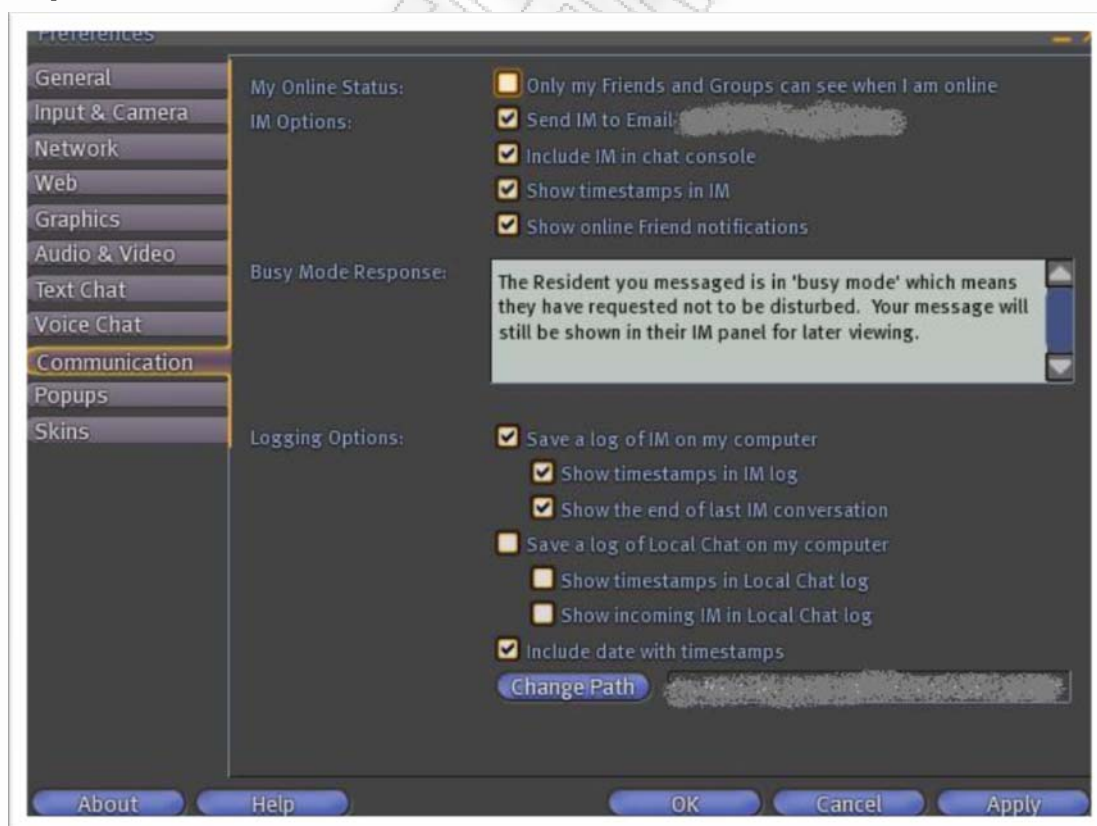 Preferences
General
Input & Camera
Network
Web
Graphics
Audio & Video
Text Chat
Voice Chat
Communication
Popups
Skins
My Online Status:
Only my Friends and Groups can see when I am online
IM Options:
Send IM to Email
Include IM in chat console
Show timestamps in IM
Show online Friend notifications
Busy Mode Response:
The Resident you messaged is in 'busy mode' which means
they have requested not to be disturbed.  Your message will
still be shown in their IM panel for later viewing.
Logging Options:
Save a log of IM on my computer
Show timestamps in IM log
Show the end of last IM conversation
Save a log of Local Chat on my computer
Show timestamps in Local Chat log
Show incoming IM in Local Chat log
Include date with timestamps
Change Path
About
Help
OK
Cancel
Apply